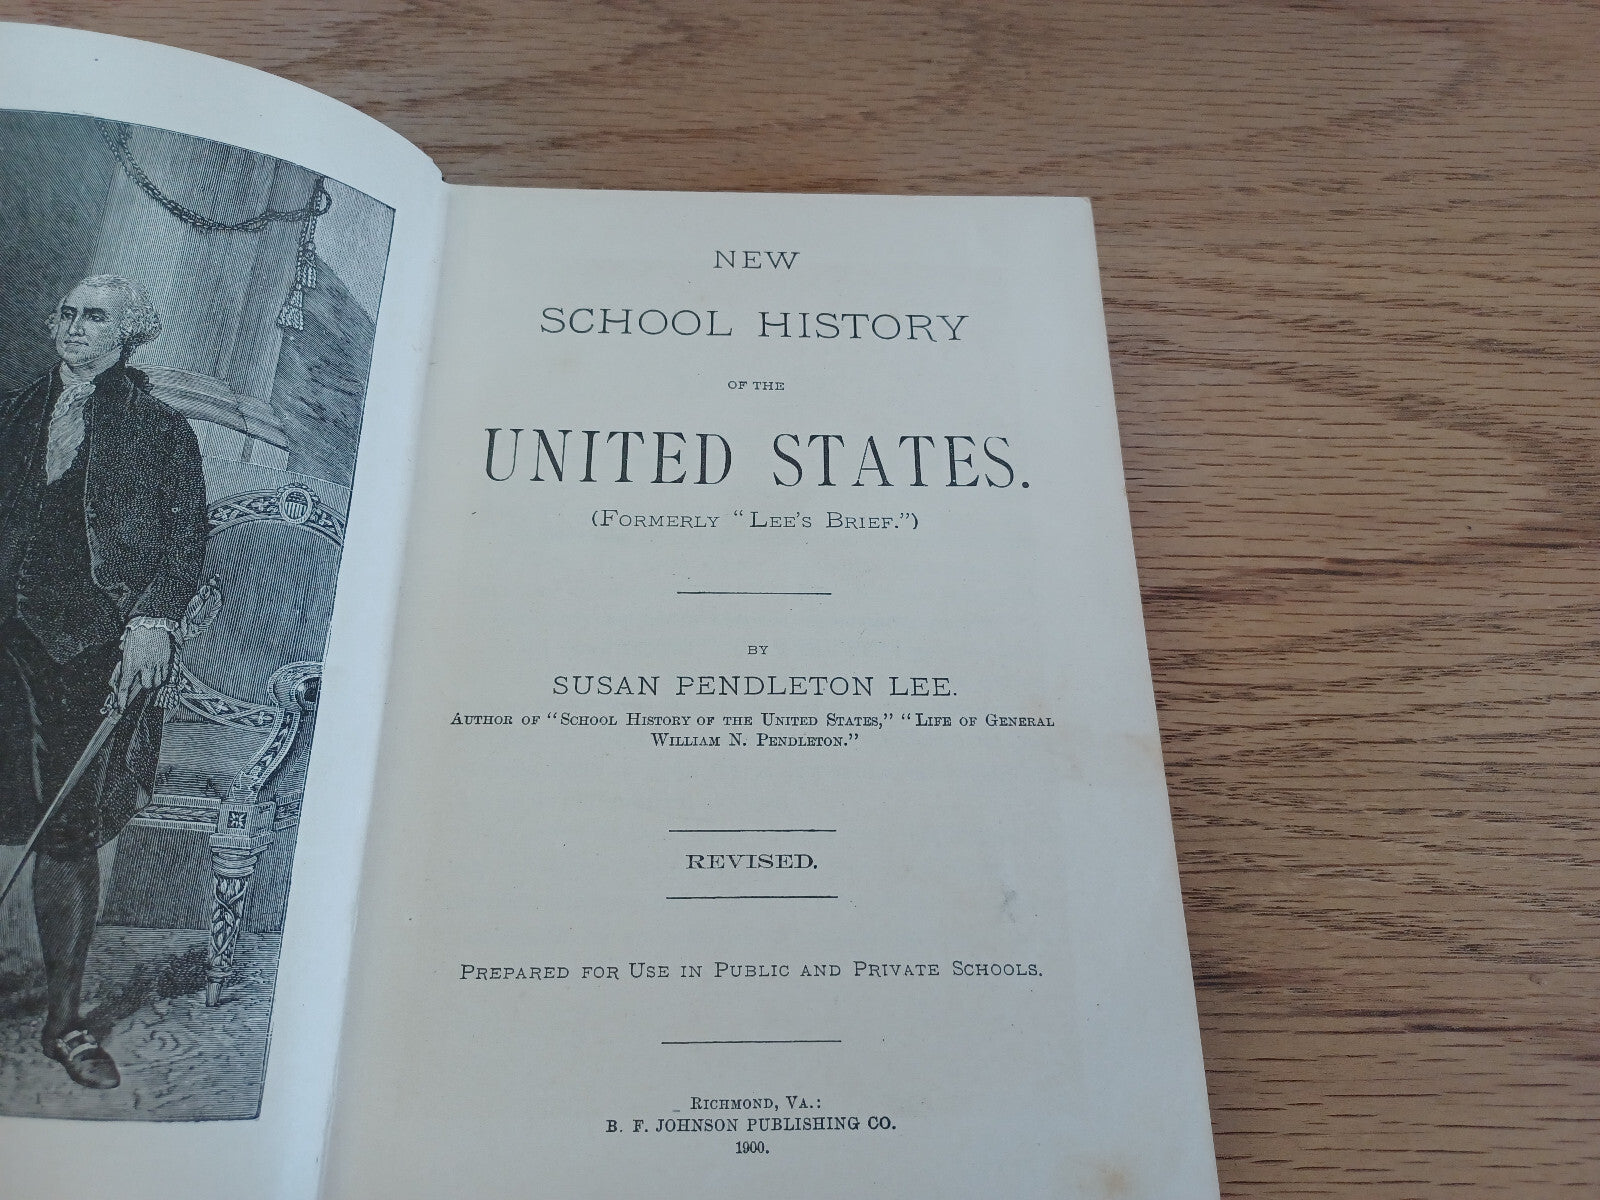 NEW
SCHOOL HISTORY
OF THE
UNITED STATES.
(FORMERLY "LEE'S BRIEF.")
BY
SUSAN PENDLETON LEE.
AUTHOR OF "SCHOOL HISTORY OF THE UNITED STATES," "LIFE OF GENERAL
WILLIAM N. PENDLETON."
REVISED.
PREPARED FOR USE IN PUBLIC AND PRIVATE SCHOOLS.
RICHMOND, VA.:
B. F. JOHNSON PUBLISHING CO.
1900.